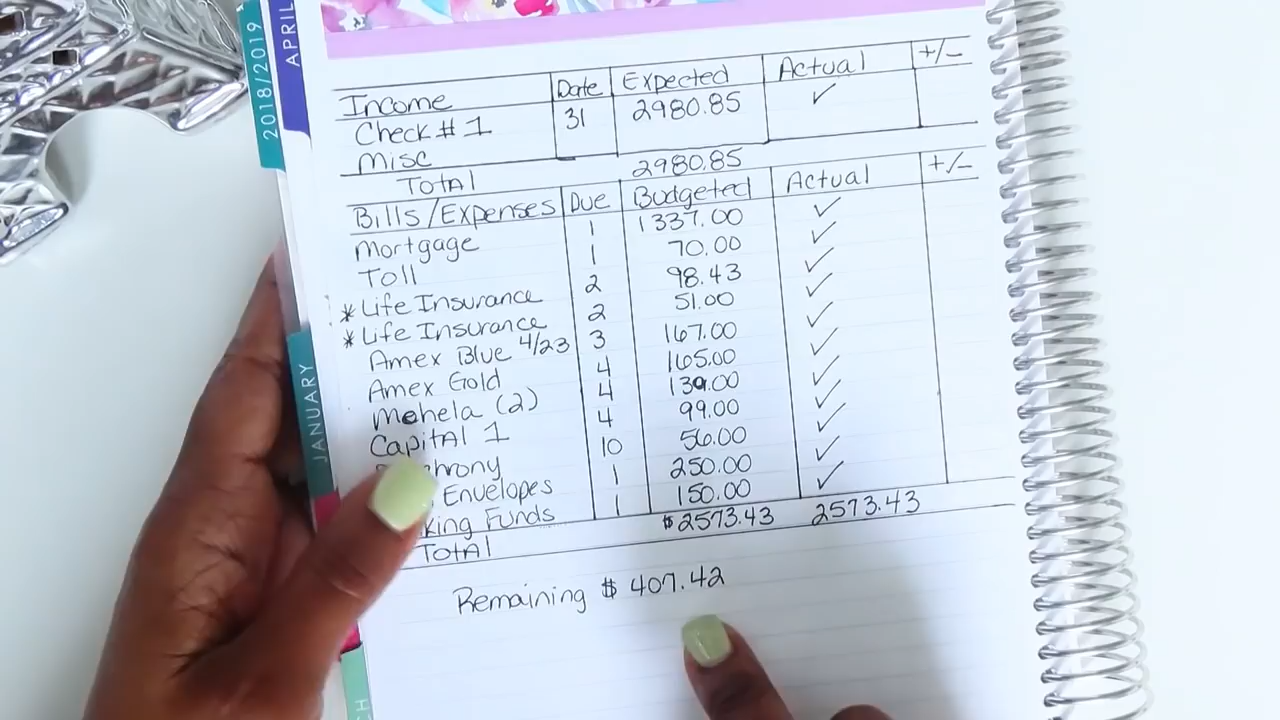 2018/2019
APRIL
JANUARY
Income Date Expected Actual +/-
Check #1 31 2980.85 ✓
Misc
Total 2980.85
Bills/Expenses Due Budgeted Actual +/-
Mortgage 1 1337.00 ✓
Toll 1 70.00 ✓
*Life Insurance 2 98.43 ✓
*Life Insurance 2 51.00 ✓
Amex Blue 4/23 3 167.00 ✓
Amex Gold 4 165.00 ✓
Mohela (2) 4 139.00 ✓
Capital 1 4 99.00 ✓
hrony 10 56.00 ✓
Envelopes 1 250.00 ✓
king Funds 1 150.00 ✓
Total $2573.43 2573.43
Remaining $ 407.42